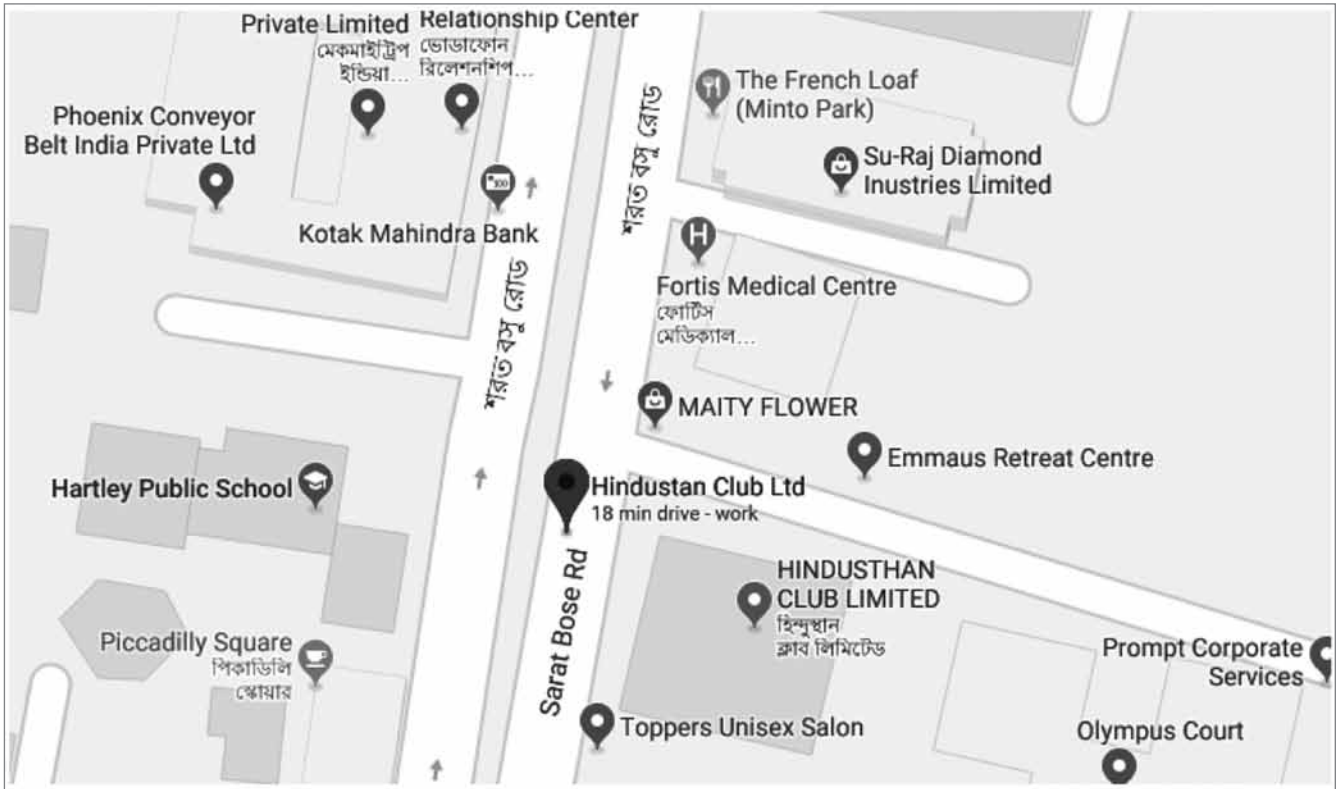 Private Limited
মেকমাইট্রিপ
ইন্ডিয়া...
Relationship Center
ভোডাফোন
রিলেশনশিপ...
The French Loaf
(Minto Park)
Phoenix Conveyor
Belt India Private Ltd
Su-Raj Diamond
Inustries Limited
100
Kotak Mahindra Bank
শরত বসু রোড
H
Fortis Medical Centre
ফোর্টিস
মেডিক্যাল...
শরত বসু রোড
MAITY FLOWER
Emmaus Retreat Centre
Hartley Public School
Hindustan Club Ltd
18 min drive - work
Sarat Bose Rd
HINDUSTHAN
CLUB LIMITED
হিন্দুস্থান
ক্লাব লিমিটেড
Piccadilly Square
পিকাডিলি
স্কোয়ার
Prompt Corporate
Services
Toppers Unisex Salon
Olympus Court